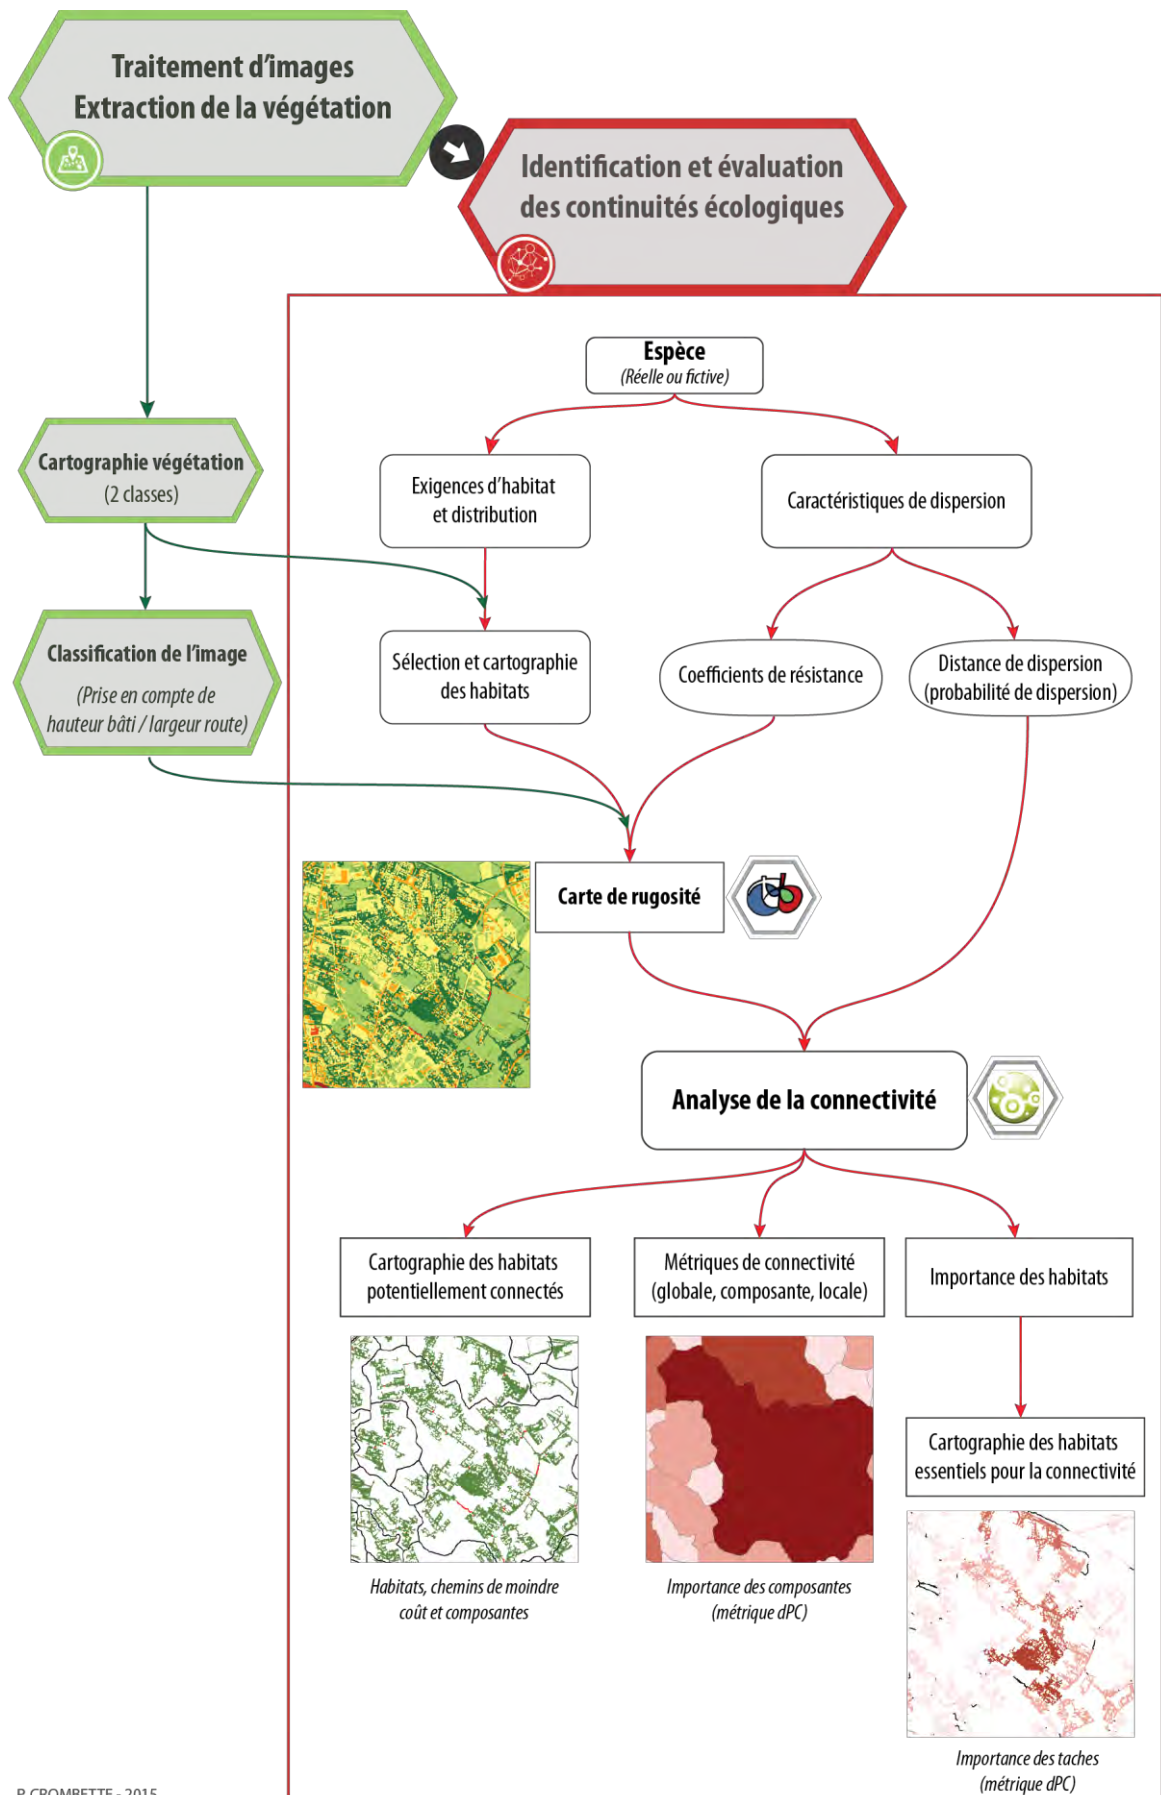 Traitement d’images
Extraction de la végétation
Identification et évaluation
des continuités écologiques
Espèce
(Réelle ou fictive)
Cartographie végétation
(2 classes)
Exigences d’habitat
et distribution
Caractéristiques de dispersion
Classification de l’image
(Prise en compte de
hauteur bâti / largeur route)
Sélection et cartographie
des habitats
Coefficients de résistance
Distance de dispersion
(probabilité de dispersion)
Carte de rugosité
Analyse de la connectivité
Cartographie des habitats
potentiellement connectés
Métriques de connectivité
(globale, composante, locale)
Importance des habitats
Cartographie des habitats
essentiels pour la connectivité
Habitats, chemins de moindre
coût et composantes
Importance des composantes
(métrique dPC)
Importance des taches
(métrique dPC)
P. CROMBETTE - 2015